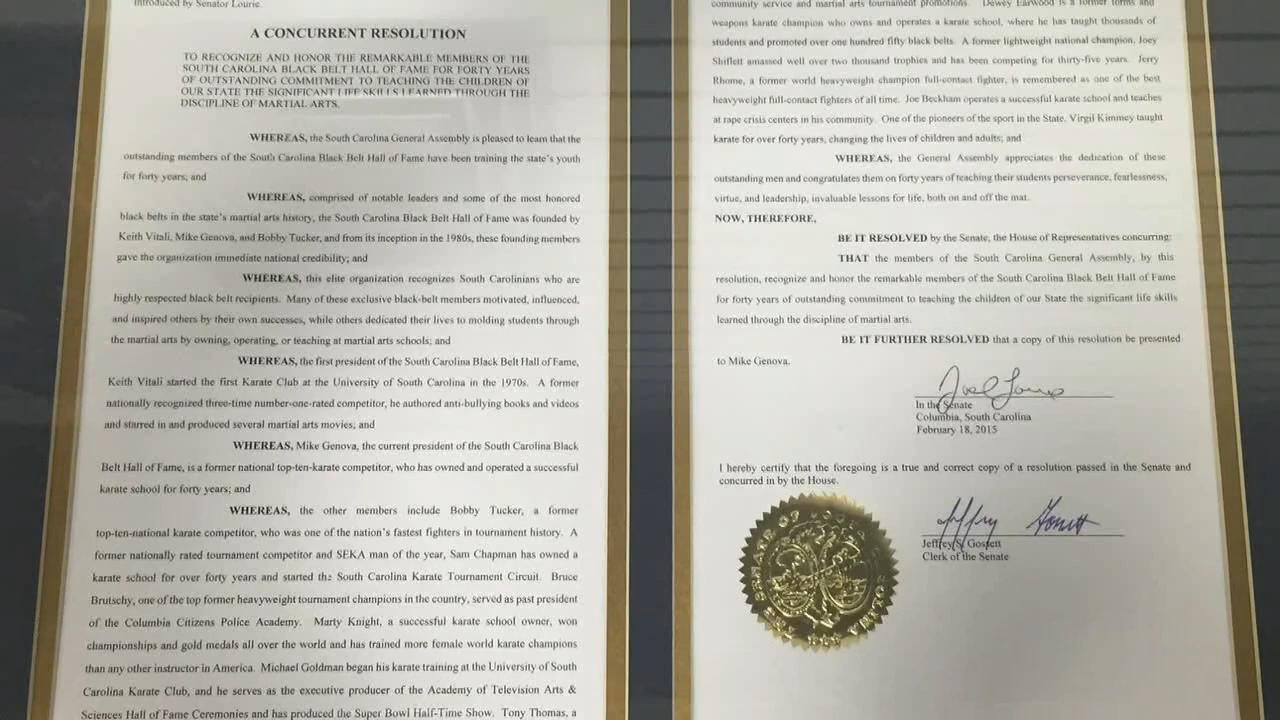 Introduced by Senator Lourie.
A CONCURRENT RESOLUTION
TO RECOGNIZE AND HONOR THE REMARKABLE MEMBERS OF THE
SOUTH CAROLINA BLACK BELT HALL OF FAME FOR FORTY YEARS
OF OUTSTANDING COMMITMENT TO TEACHING THE CHILDREN OF
OUR STATE THE SIGNIFICANT LIFE SKILLS LEARNED THROUGH THE
DISCIPLINE OF MARTIAL ARTS.
WHEREAS, the South Carolina General Assembly is pleased to learn that the
outstanding members of the South Carolina Black Belt Hall of Fame have been training the state's youth
for forty years; and
WHEREAS, comprised of notable leaders and some of the most honored
black belts in the state's martial arts history, the South Carolina Black Belt Hall of Fame was founded by
Keith Vitali, Mike Genova, and Bobby Tucker, and from its inception in the 1980s, these founding members
gave the organization immediate national credibility; and
WHEREAS, this elite organization recognizes South Carolinians who are
highly respected black belt recipients. Many of these exclusive black-belt members motivated, influenced,
and inspired others by their own successes, while others dedicated their lives to molding students through
the martial arts by owning, operating, or teaching at martial arts schools; and
WHEREAS, the first president of the South Carolina Black Belt Hall of Fame,
Keith Vitali started the first Karate Club at the University of South Carolina in the 1970s. A former
nationally recognized three-time number-one-rated competitor, he authored anti-bullying books and videos
and starred in and produced several martial arts movies; and
WHEREAS, Mike Genova, the current president of the South Carolina Black
Belt Hall of Fame, is a former national top-ten-karate competitor, who has owned and operated a successful
karate school for forty years; and
WHEREAS, the other members include Bobby Tucker, a former
top-ten-national karate competitor, who was one of the nation's fastest fighters in tournament history. A
former nationally rated tournament competitor and SEKA man of the year, Sam Chapman has owned a
karate school for over forty years and started the South Carolina Karate Tournament Circuit. Bruce
Brutschy, one of the top former heavyweight tournament champions in the country, served as past president
of the Columbia Citizens Police Academy. Marty Knight, a successful karate school owner, won
championships and gold medals all over the world and has trained more female world karate champions
than any other instructor in America. Michael Goldman began his karate training at the University of South
Carolina Karate Club, and he serves as the executive producer of the Academy of Television Arts &
Sciences Hall of Fame Ceremonies and has produced the Super Bowl Half-Time Show. Tony Thomas, a
community service and martial arts tournament promotions. Dewey Earwood is a former forms and
weapons karate champion who owns and operates a karate school, where he has taught thousands of
students and promoted over one hundred fifty black belts. A former lightweight national champion, Joey
Shiflett amassed well over two thousand trophies and has been competing for thirty-five years. Jerry
Rhome, a former world heavyweight champion full-contact fighter, is remembered as one of the best
heavyweight full-contact fighters of all time. Joe Beckham operates a successful karate school and teaches
at rape crisis centers in his community. One of the pioneers of the sport in the State, Virgil Kimmey taught
karate for over forty years, changing the lives of children and adults; and
WHEREAS, the General Assembly appreciates the dedication of these
outstanding men and congratulates them on forty years of teaching their students perseverance, fearlessness,
virtue, and leadership, invaluable lessons for life, both on and off the mat.
NOW, THEREFORE,
BE IT RESOLVED by the Senate, the House of Representatives concurring:
THAT the members of the South Carolina General Assembly, by this
resolution, recognize and honor the remarkable members of the South Carolina Black Belt Hall of Fame
for forty years of outstanding commitment to teaching the children of our State the significant life skills
learned through the discipline of martial arts.
BE IT FURTHER RESOLVED that a copy of this resolution be presented
to Mike Genova.
In the Senate
Columbia, South Carolina
February 18, 2015
I hereby certify that the foregoing is a true and correct copy of a resolution passed in the Senate and
concurred in by the House.
Jeffrey S. Gossett
Clerk of the Senate